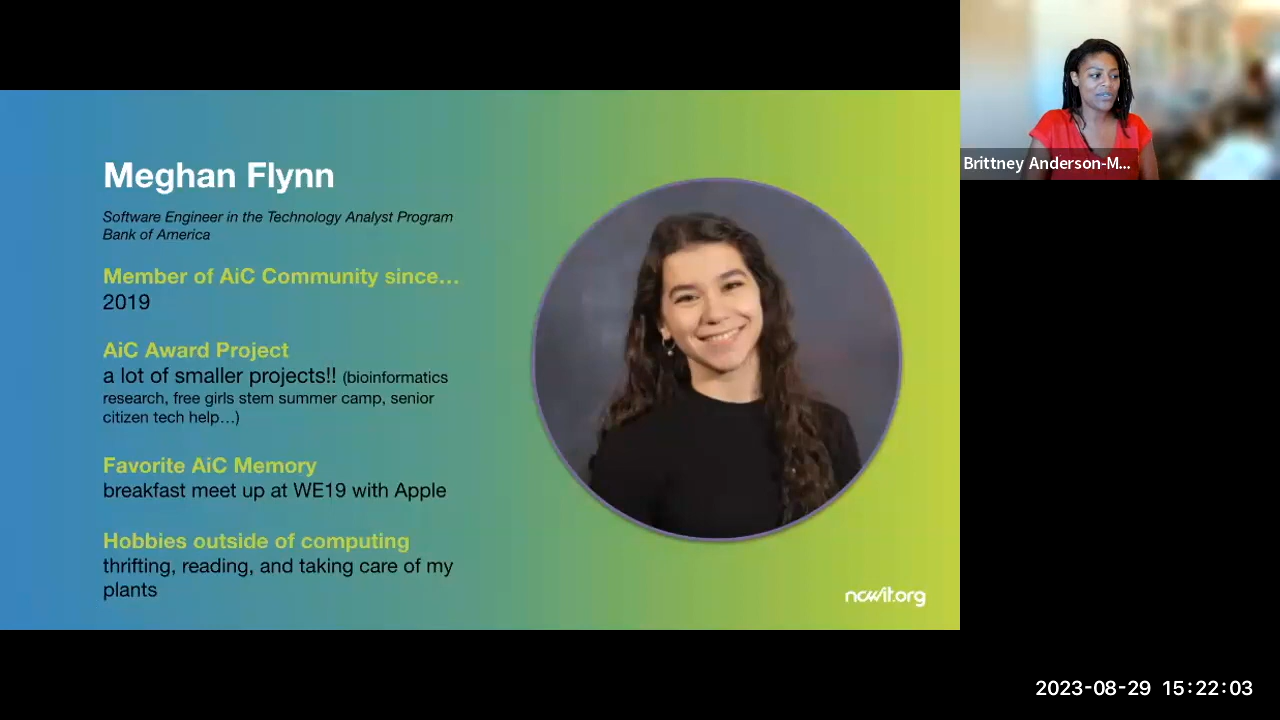 Meghan Flynn
Software Engineer in the Technology Analyst Program
Bank of America
Member of AiC Community since…
2019
AiC Award Project
a lot of smaller projects!! (bioinformatics
research, free girls stem summer camp, senior
citizen tech help…)
Favorite AiC Memory
breakfast meet up at WE19 with Apple
Hobbies outside of computing
thrifting, reading, and taking care of my
plants
ncwit.org
Brittney Anderson-M...
2023-08-29 15:22:03